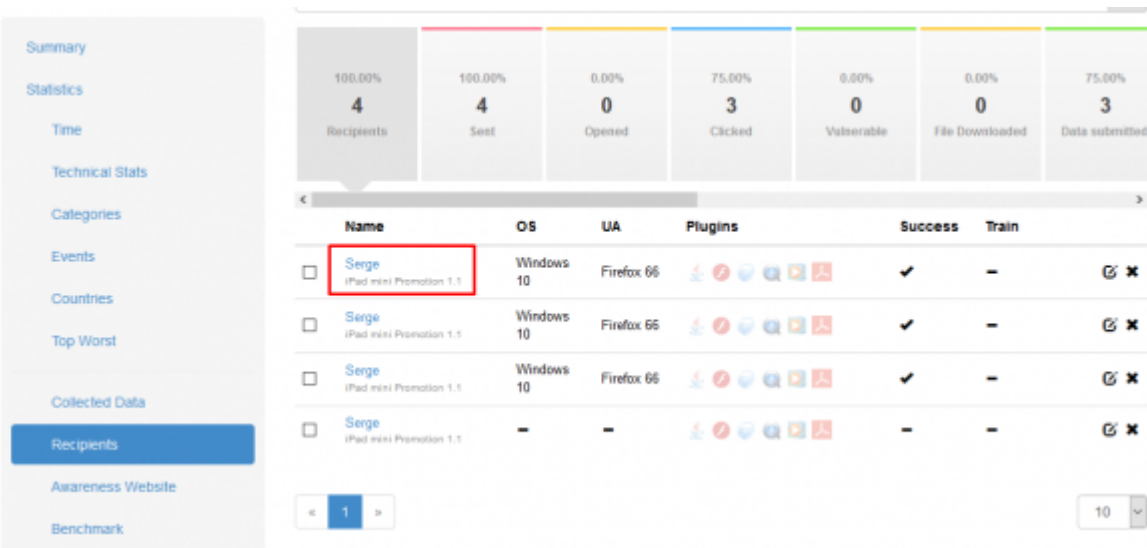 Summary
Statistics
Time
Technical Stats
Categories
Events
Countries
Top Worst
Collected Data
Recipients
Awareness Website
Benchmark
100.00% 100.00% 0.00% 75.00% 0.00% 0.00% 75.00%
4 4 0 3 0 0 3
Recipients Sent Opened Clicked Vulnerable File Downloaded Data submitted
Name OS UA Plugins Success Train
Serge Windows 10 Firefox 66
iPad mini Promotion 1.1
Serge Windows 10 Firefox 66
iPad mini Promotion 1.1
Serge Windows 10 Firefox 66
iPad mini Promotion 1.1
Serge – – – –
iPad mini Promotion 1.1
« 1 » 10